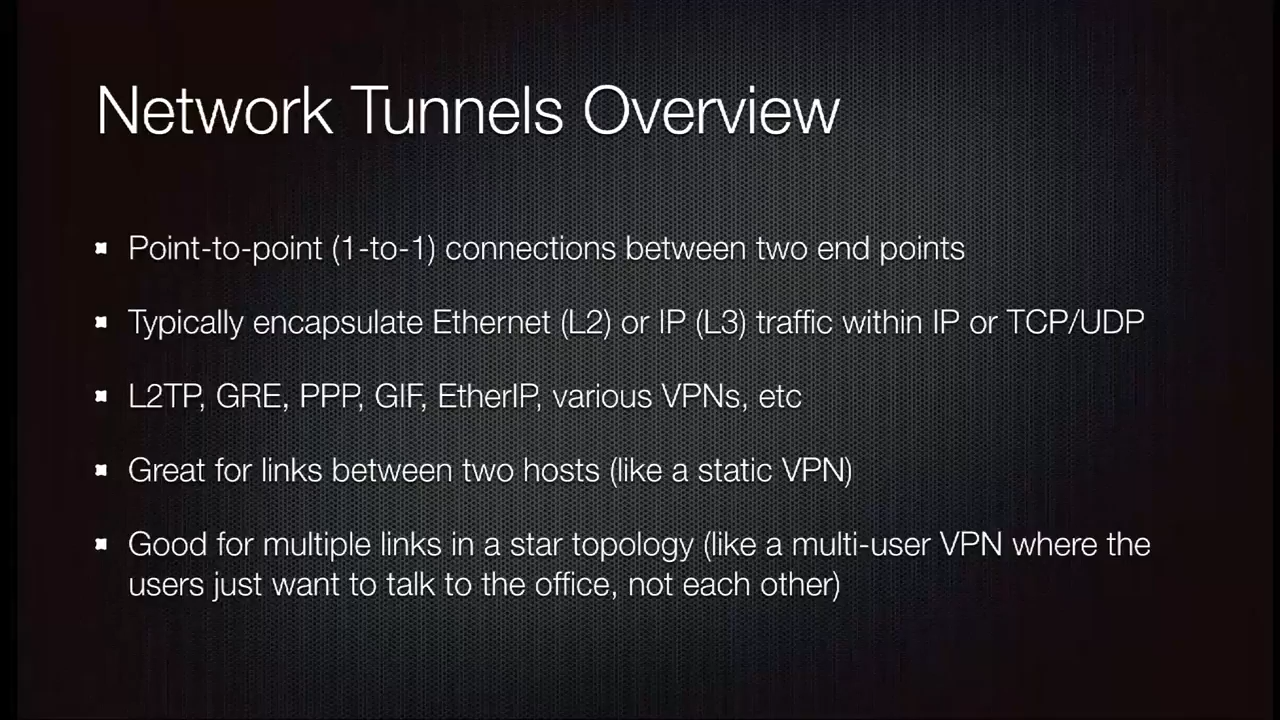 Network Tunnels Overview
Point-to-point (1-to-1) connections between two end points
Typically encapsulate Ethernet (L2) or IP (L3) traffic within IP or TCP/UDP
L2TP, GRE, PPP, GIF, EtherIP, various VPNs, etc
Great for links between two hosts (like a static VPN)
Good for multiple links in a star topology (like a multi-user VPN where the
users just want to talk to the office, not each other)